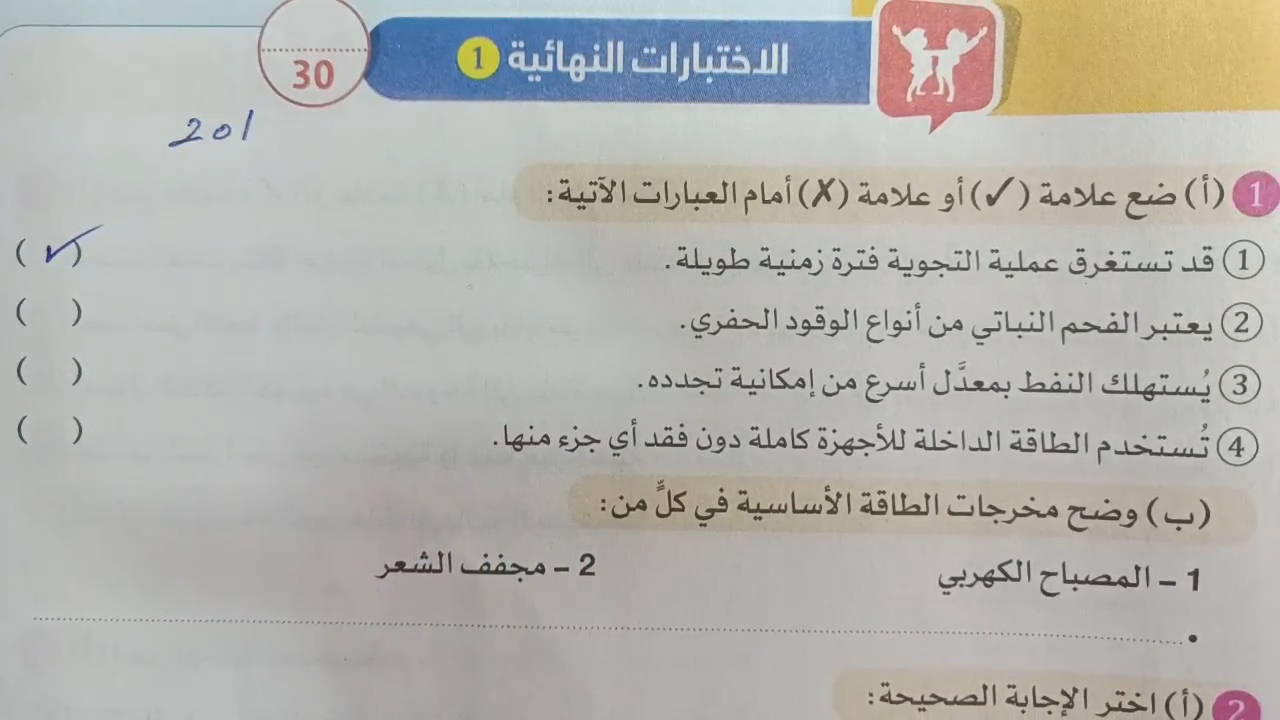 الاختبارات النهائية 1
30
201
1 (أ) ضع علامة (✓) أو علامة (✗) أمام العبارات الآتية:
1 قد تستغرق عملية التجوية فترة زمنية طويلة. (✓)
2 يعتبر الفحم النباتي من أنواع الوقود الحفري. ( )
3 يُستهلك النفط بمعدَّل أسرع من إمكانية تجدده. ( )
4 تُستخدم الطاقة الداخلة للأجهزة كاملة دون فقد أي جزء منها. ( )
(ب) وضح مخرجات الطاقة الأساسية في كلٍّ من:
1 - المصباح الكهربي 2 - مجفف الشعر
2 (أ) اختر الإجابة الصحيحة: